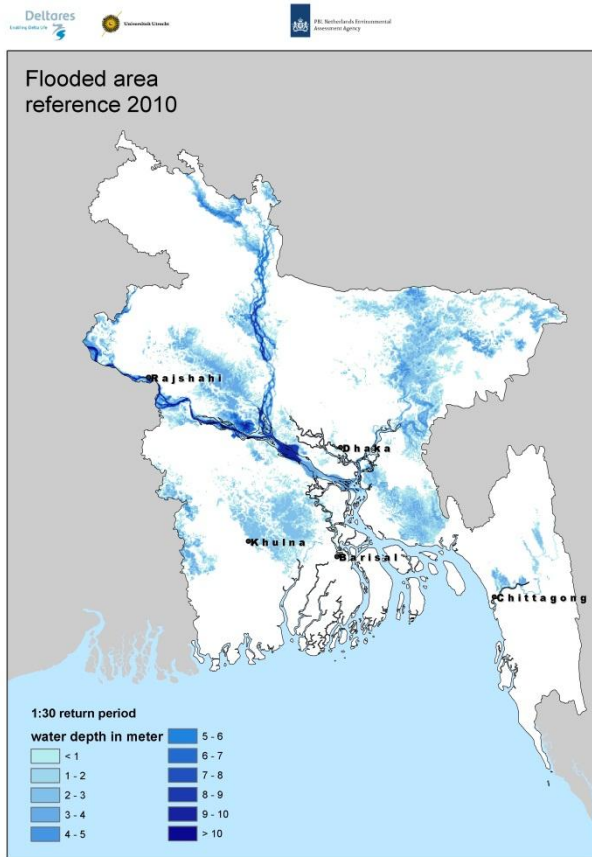 Deltares
Enabling Delta Life
Universiteit Utrecht
PBL Netherlands Environmental
Assessment Agency
Flooded area
reference 2010
Rajshahi
Dhaka
Khulna
Barisal
Chittagong
1:30 return period
water depth in meter
< 1
1 - 2
2 - 3
3 - 4
4 - 5
5 - 6
6 - 7
7 - 8
8 - 9
9 - 10
> 10